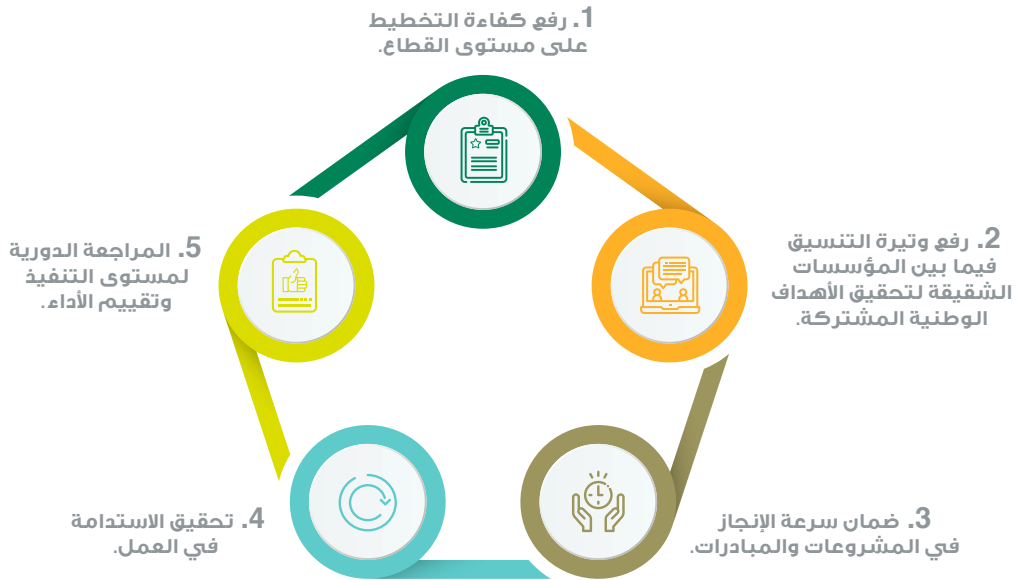 1. رفع كفاءة التخطيط
على مستوى القطاع.
2. رفع وتيرة التنسيق
فيما بين المؤسسات
الشقيقة لتحقيق الأهداف
الوطنية المشتركة.
3. ضمان سرعة الإنجاز
في المشروعات والمبادرات.
4. تحقيق الاستدامة
في العمل.
5. المراجعة الدورية
لمستوى التنفيذ
وتقييم الأداء.